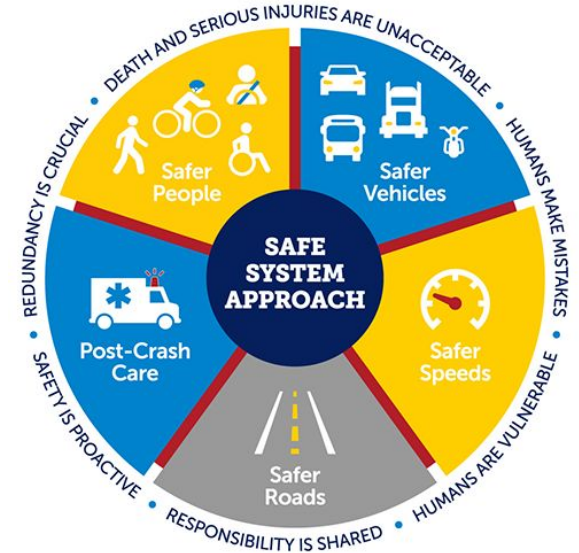 DEATH AND SERIOUS INJURIES ARE UNACCEPTABLE
HUMANS MAKE MISTAKES
HUMANS ARE VULNERABLE
RESPONSIBILITY IS SHARED
SAFETY IS PROACTIVE
REDUNDANCY IS CRUCIAL
Safer
People
Safer
Vehicles
SAFE
SYSTEM
APPROACH
Post-Crash
Care
Safer
Speeds
Safer
Roads